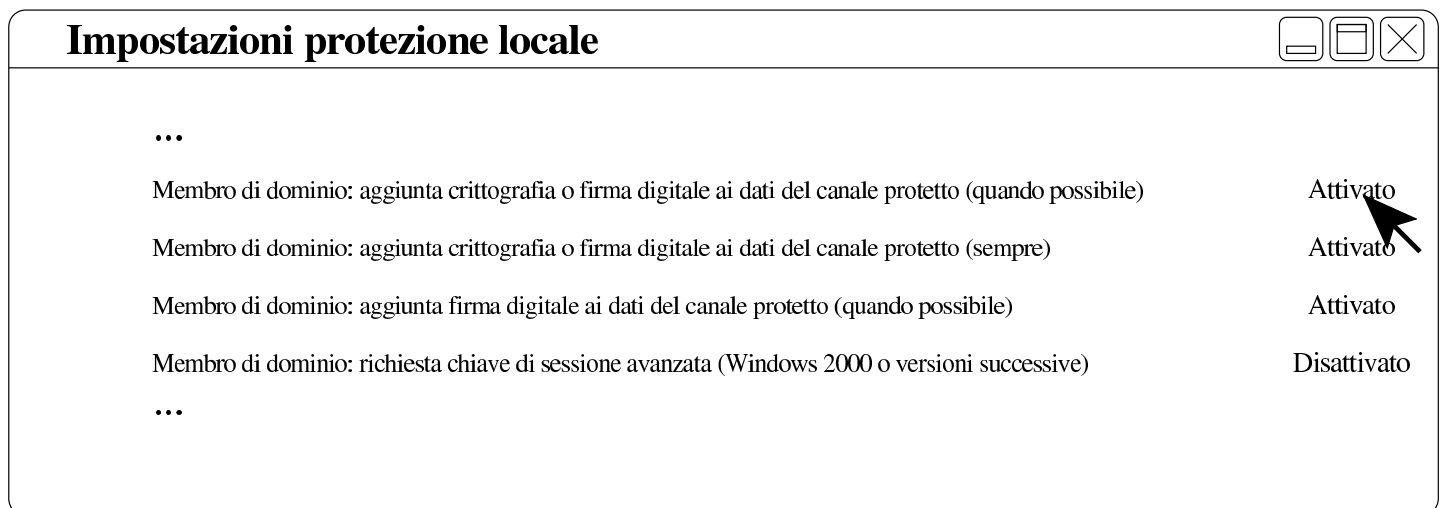 Impostazioni protezione locale
...
Membro di dominio: aggiunta crittografia o firma digitale ai dati del canale protetto (quando possibile) Attivato
Membro di dominio: aggiunta crittografia o firma digitale ai dati del canale protetto (sempre) Attivato
Membro di dominio: aggiunta firma digitale ai dati del canale protetto (quando possibile) Attivato
Membro di dominio: richiesta chiave di sessione avanzata (Windows 2000 o versioni successive) Disattivato
...